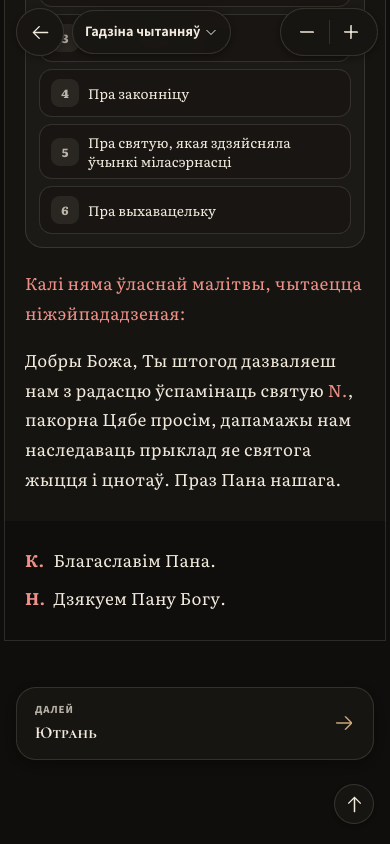 Гадзіна чытанняў
3
4 Пра законніцу
5 Пра святую, якая здзяйсняла
ўчынкі міласэрнасці
6 Пра выхавацельку
Калі няма ўласнай малітвы, чытаецца
ніжэйпададзеная:
Добры Божа, Ты штогод дазваляеш
нам з радасцю ўспамінаць святую N.,
пакорна Цябе просім, дапамажы нам
наследаваць прыклад яе святога
жыцця і цнотаў. Праз Пана нашага.
К. Благаславім Пана.
Н. Дзякуем Пану Богу.
ДАЛЕЙ
Ютрань